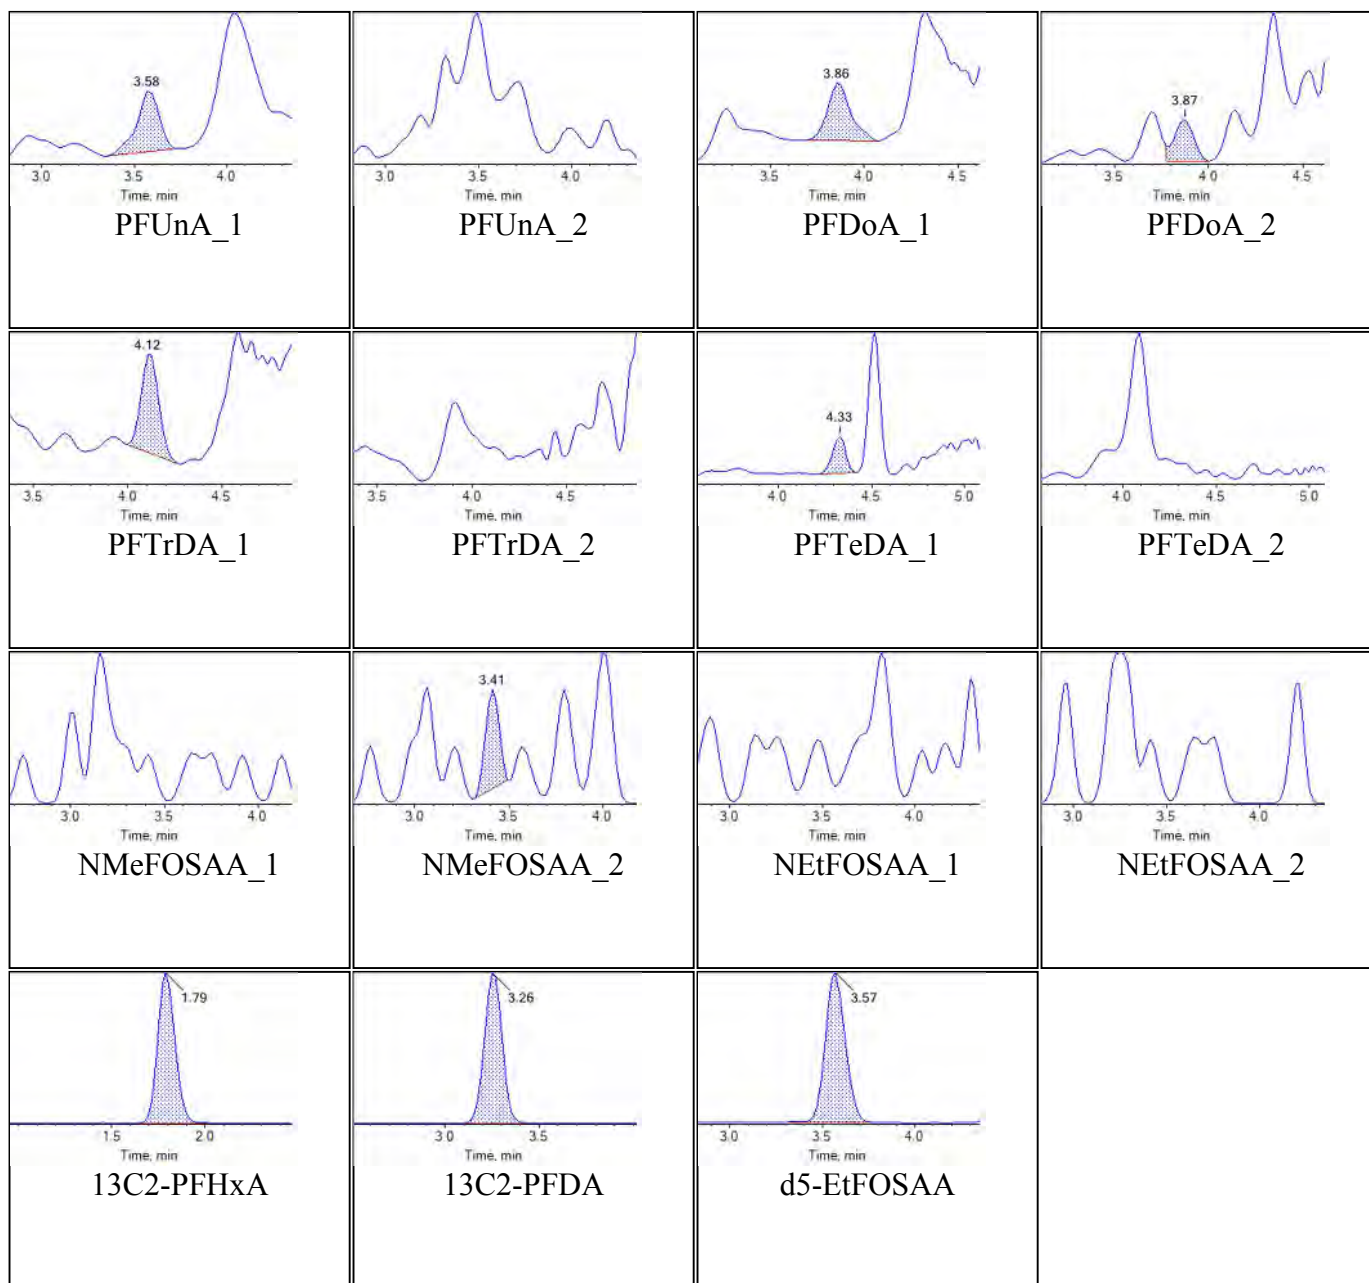 3.58
3.0 3.5 4.0
Time, min
PFUnA_1
3.0 3.5 4.0
Time, min
PFUnA_2
3.86
3.5 4.0 4.5
Time, min
PFDoA_1
3.87
3.5 4.0 4.5
Time, min
PFDoA_2
4.12
3.5 4.0 4.5
Time, min
PFTrDA_1
3.5 4.0 4.5
Time, min
PFTrDA_2
4.33
4.0 4.5 5.0
Time, min
PFTeDA_1
4.0 4.5 5.0
Time, min
PFTeDA_2
3.0 3.5 4.0
Time, min
NMeFOSAA_1
3.41
3.0 3.5 4.0
Time, min
NMeFOSAA_2
3.0 3.5 4.0
Time, min
NEtFOSAA_1
3.0 3.5 4.0
Time, min
NEtFOSAA_2
1.79
1.5 2.0
Time, min
13C2-PFHxA
3.26
3.0 3.5
Time, min
13C2-PFDA
3.57
3.0 3.5 4.0
Time, min
d5-EtFOSAA